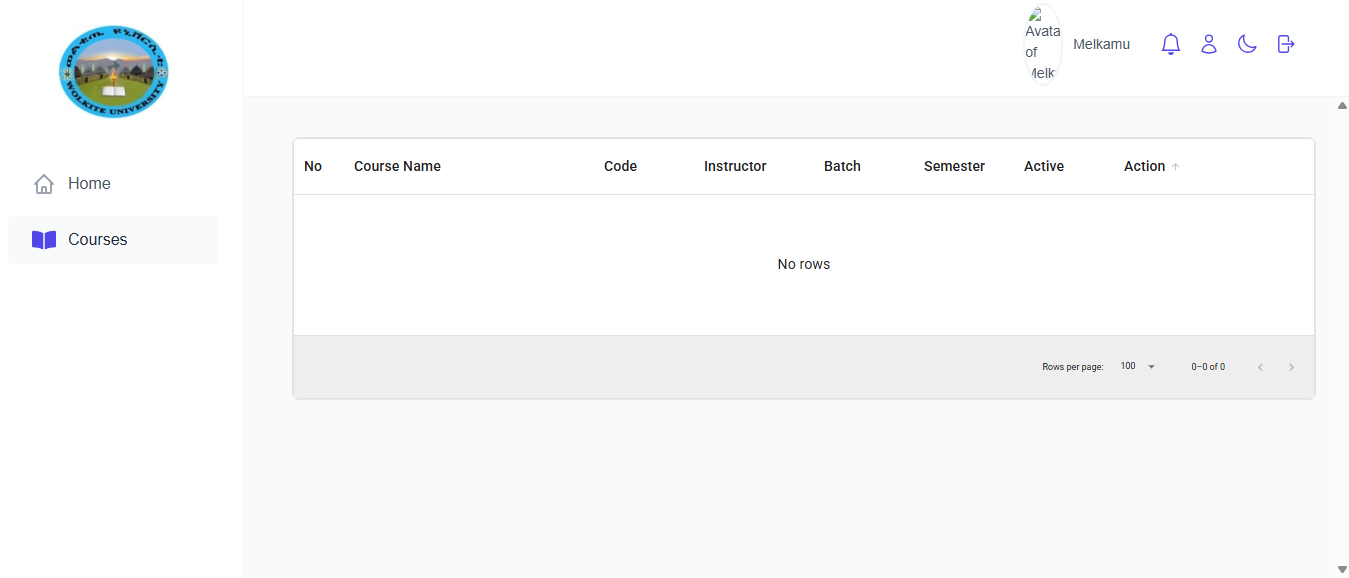 ወልቂጤ ዩኒቨርሲቲ
WOLKITE UNIVERSITY
Avata
of
Melk
Melkamu
Home
Courses
No Course Name Code Instructor Batch Semester Active Action
No rows
Rows per page: 100 0–0 of 0